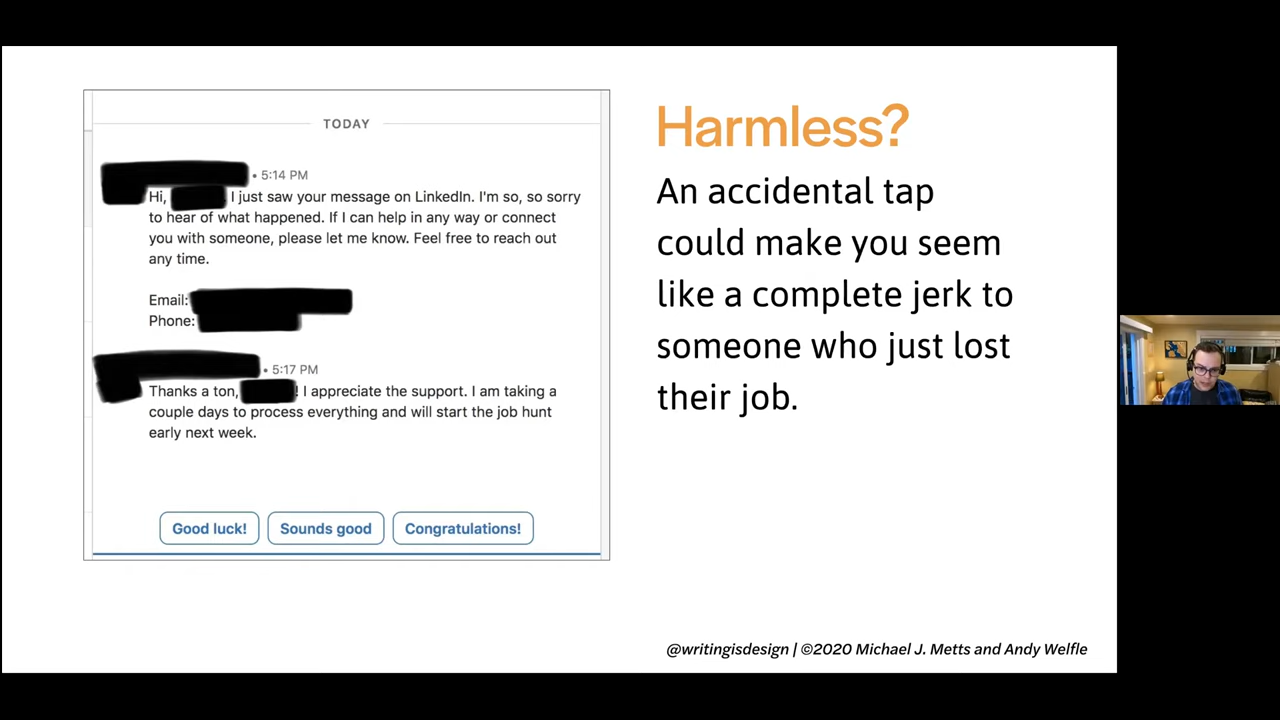 TODAY
• 5:14 PM
Hi, I just saw your message on LinkedIn. I'm so, so sorry
to hear of what happened. If I can help in any way or connect
you with someone, please let me know. Feel free to reach out
any time.
Email:
Phone:
• 5:17 PM
Thanks a ton, ! I appreciate the support. I am taking a
couple days to process everything and will start the job hunt
early next week.
Good luck! Sounds good Congratulations!
Harmless?
An accidental tap
could make you seem
like a complete jerk to
someone who just lost
their job.
@writingisdesign | ©2020 Michael J. Metts and Andy Welfle